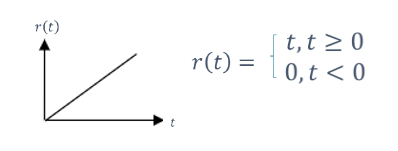 r(t)
r(t) = { t, t ≥ 0
0, t < 0
t